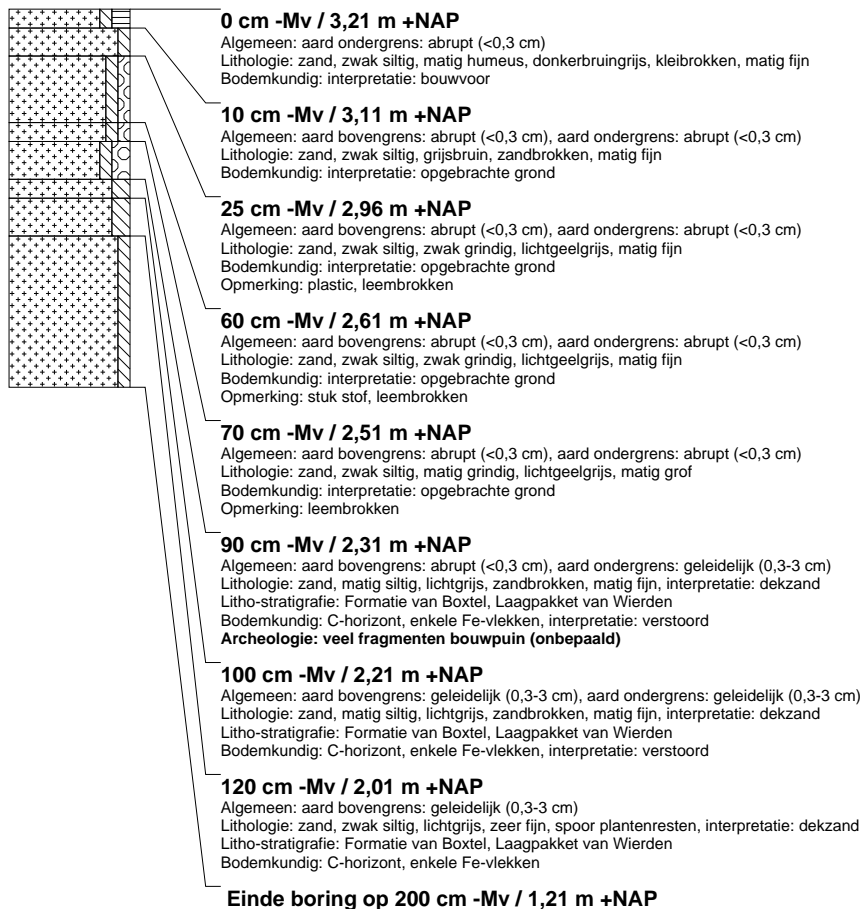 0 cm -Mv / 3,21 m +NAP
Algemeen: aard ondergrens: abrupt (<0,3 cm)
Lithologie: zand, zwak siltig, matig humeus, donkerbruingrijs, kleibrokken, matig fijn
Bodemkundig: interpretatie: bouwvoor
10 cm -Mv / 3,11 m +NAP
Algemeen: aard bovengrens: abrupt (<0,3 cm), aard ondergrens: abrupt (<0,3 cm)
Lithologie: zand, zwak siltig, grijsbruin, zandbrokken, matig fijn
Bodemkundig: interpretatie: opgebrachte grond
25 cm -Mv / 2,96 m +NAP
Algemeen: aard bovengrens: abrupt (<0,3 cm), aard ondergrens: abrupt (<0,3 cm)
Lithologie: zand, zwak siltig, zwak grindig, lichtgeelgrijs, matig fijn
Bodemkundig: interpretatie: opgebrachte grond
Opmerking: plastic, leembrokken
60 cm -Mv / 2,61 m +NAP
Algemeen: aard bovengrens: abrupt (<0,3 cm), aard ondergrens: abrupt (<0,3 cm)
Lithologie: zand, zwak siltig, zwak grindig, lichtgeelgrijs, matig fijn
Bodemkundig: interpretatie: opgebrachte grond
Opmerking: stuk stof, leembrokken
70 cm -Mv / 2,51 m +NAP
Algemeen: aard bovengrens: abrupt (<0,3 cm), aard ondergrens: abrupt (<0,3 cm)
Lithologie: zand, zwak siltig, matig grindig, lichtgeelgrijs, matig grof
Bodemkundig: interpretatie: opgebrachte grond
Opmerking: leembrokken
90 cm -Mv / 2,31 m +NAP
Algemeen: aard bovengrens: abrupt (<0,3 cm), aard ondergrens: geleidelijk (0,3-3 cm)
Lithologie: zand, matig siltig, lichtgrijs, zandbrokken, matig fijn, interpretatie: dekzand
Litho-stratigrafie: Formatie van Boxtel, Laagpakket van Wierden
Bodemkundig: C-horizont, enkele Fe-vlekken, interpretatie: verstoord
Archeologie: veel fragmenten bouwpuin (onbepaald)
100 cm -Mv / 2,21 m +NAP
Algemeen: aard bovengrens: geleidelijk (0,3-3 cm), aard ondergrens: geleidelijk (0,3-3 cm)
Lithologie: zand, matig siltig, lichtgrijs, zandbrokken, matig fijn, interpretatie: dekzand
Litho-stratigrafie: Formatie van Boxtel, Laagpakket van Wierden
Bodemkundig: C-horizont, enkele Fe-vlekken, interpretatie: verstoord
120 cm -Mv / 2,01 m +NAP
Algemeen: aard bovengrens: geleidelijk (0,3-3 cm)
Lithologie: zand, zwak siltig, lichtgrijs, zeer fijn, spoor plantenresten, interpretatie: dekzand
Litho-stratigrafie: Formatie van Boxtel, Laagpakket van Wierden
Bodemkundig: C-horizont, enkele Fe-vlekken
Einde boring op 200 cm -Mv / 1,21 m +NAP